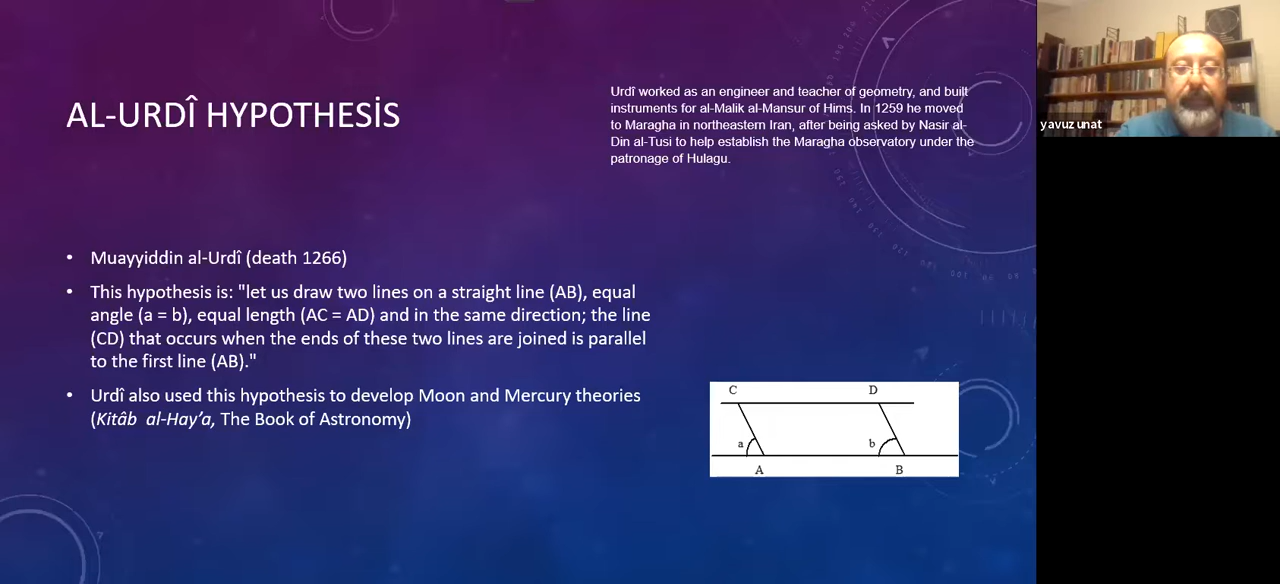 AL-URDÎ HYPOTHESİS
Urdî worked as an engineer and teacher of geometry, and built
instruments for al-Malik al-Mansur of Hims. In 1259 he moved
to Maragha in northeastern Iran, after being asked by Nasir al-
Din al-Tusi to help establish the Maragha observatory under the
patronage of Hulagu.
yavuz unat
• Muayyiddin al-Urdî (death 1266)
• This hypothesis is: "let us draw two lines on a straight line (AB), equal
angle (a = b), equal length (AC = AD) and in the same direction; the line
(CD) that occurs when the ends of these two lines are joined is parallel
to the first line (AB)."
• Urdî also used this hypothesis to develop Moon and Mercury theories
(Kitâb al-Hay’a, The Book of Astronomy)
C D
a b
A B